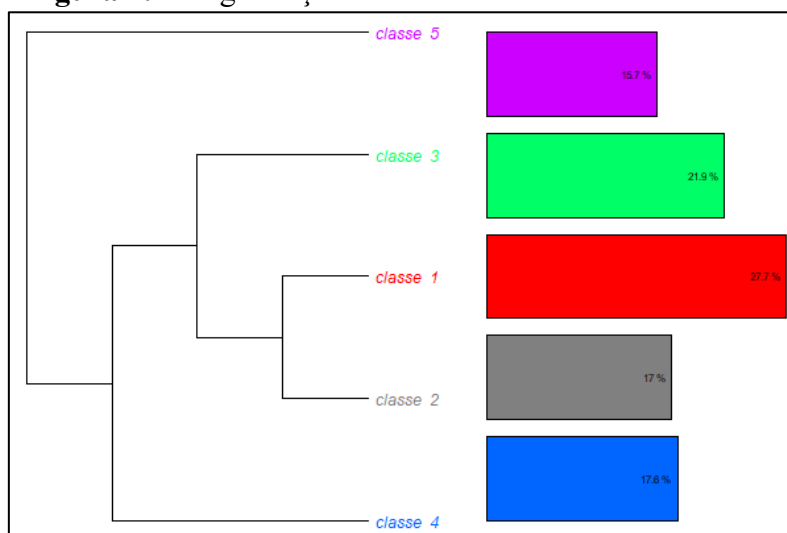 classe 5
15.7 %
classe 3
21.9 %
classe 1
27.7 %
classe 2
17 %
classe 4
17.6 %